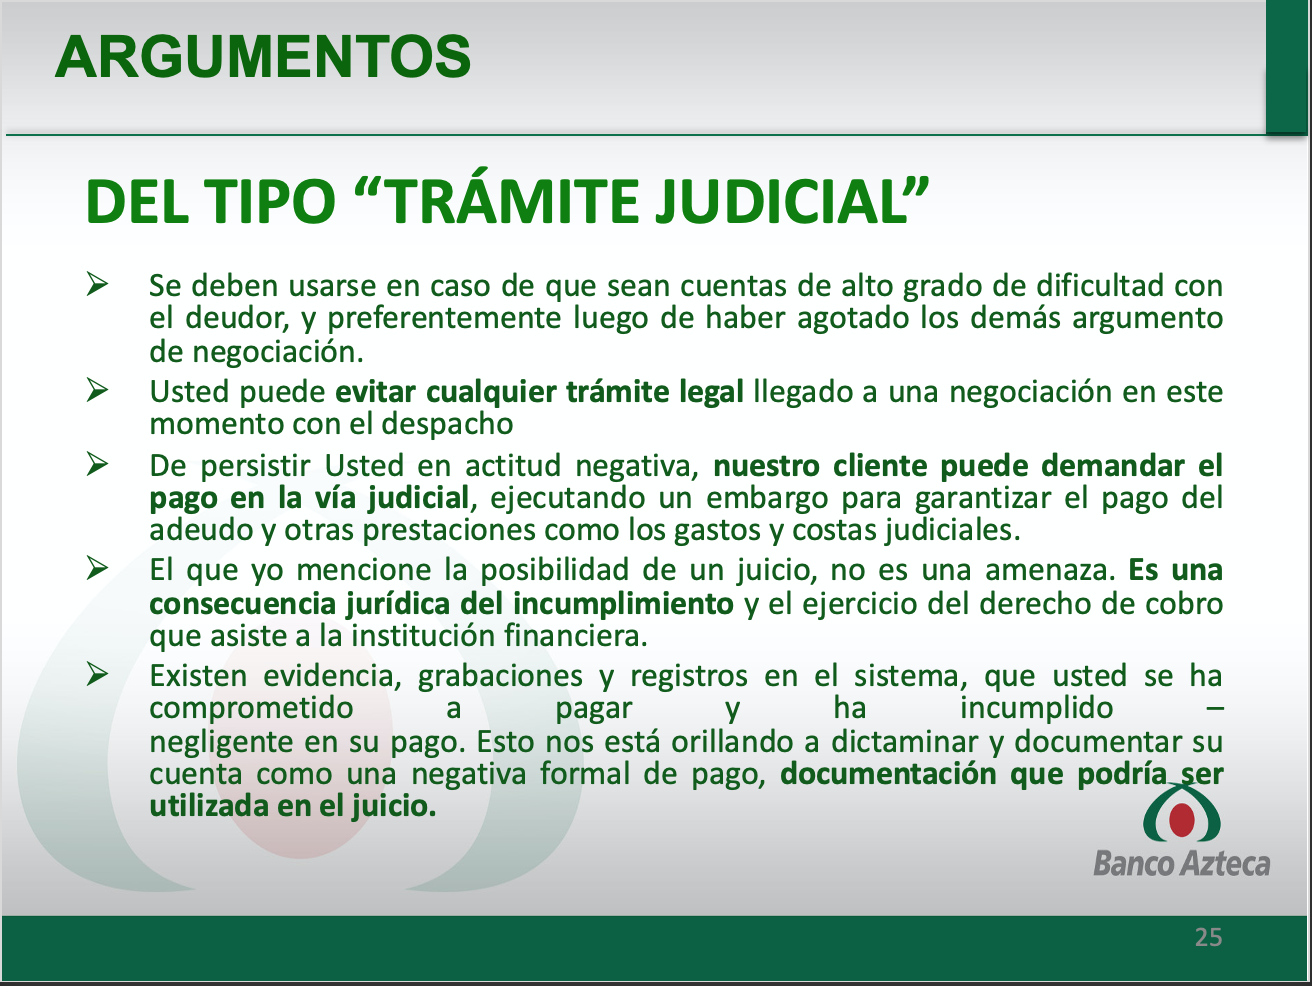 ARGUMENTOS
DEL TIPO “TRÁMITE JUDICIAL”
➢ Se deben usarse en caso de que sean cuentas de alto grado de dificultad con
el deudor, y preferentemente luego de haber agotado los demás argumento
de negociación.
➢ Usted puede evitar cualquier trámite legal llegado a una negociación en este
momento con el despacho
➢ De persistir Usted en actitud negativa, nuestro cliente puede demandar el
pago en la vía judicial, ejecutando un embargo para garantizar el pago del
adeudo y otras prestaciones como los gastos y costas judiciales.
➢ El que yo mencione la posibilidad de un juicio, no es una amenaza. Es una
consecuencia jurídica del incumplimiento y el ejercicio del derecho de cobro
que asiste a la institución financiera.
➢ Existen evidencia, grabaciones y registros en el sistema, que usted se ha
comprometido a pagar y ha incumplido –
negligente en su pago. Esto nos está orillando a dictaminar y documentar su
cuenta como una negativa formal de pago, documentación que podría ser
utilizada en el juicio.
Banco Azteca
25